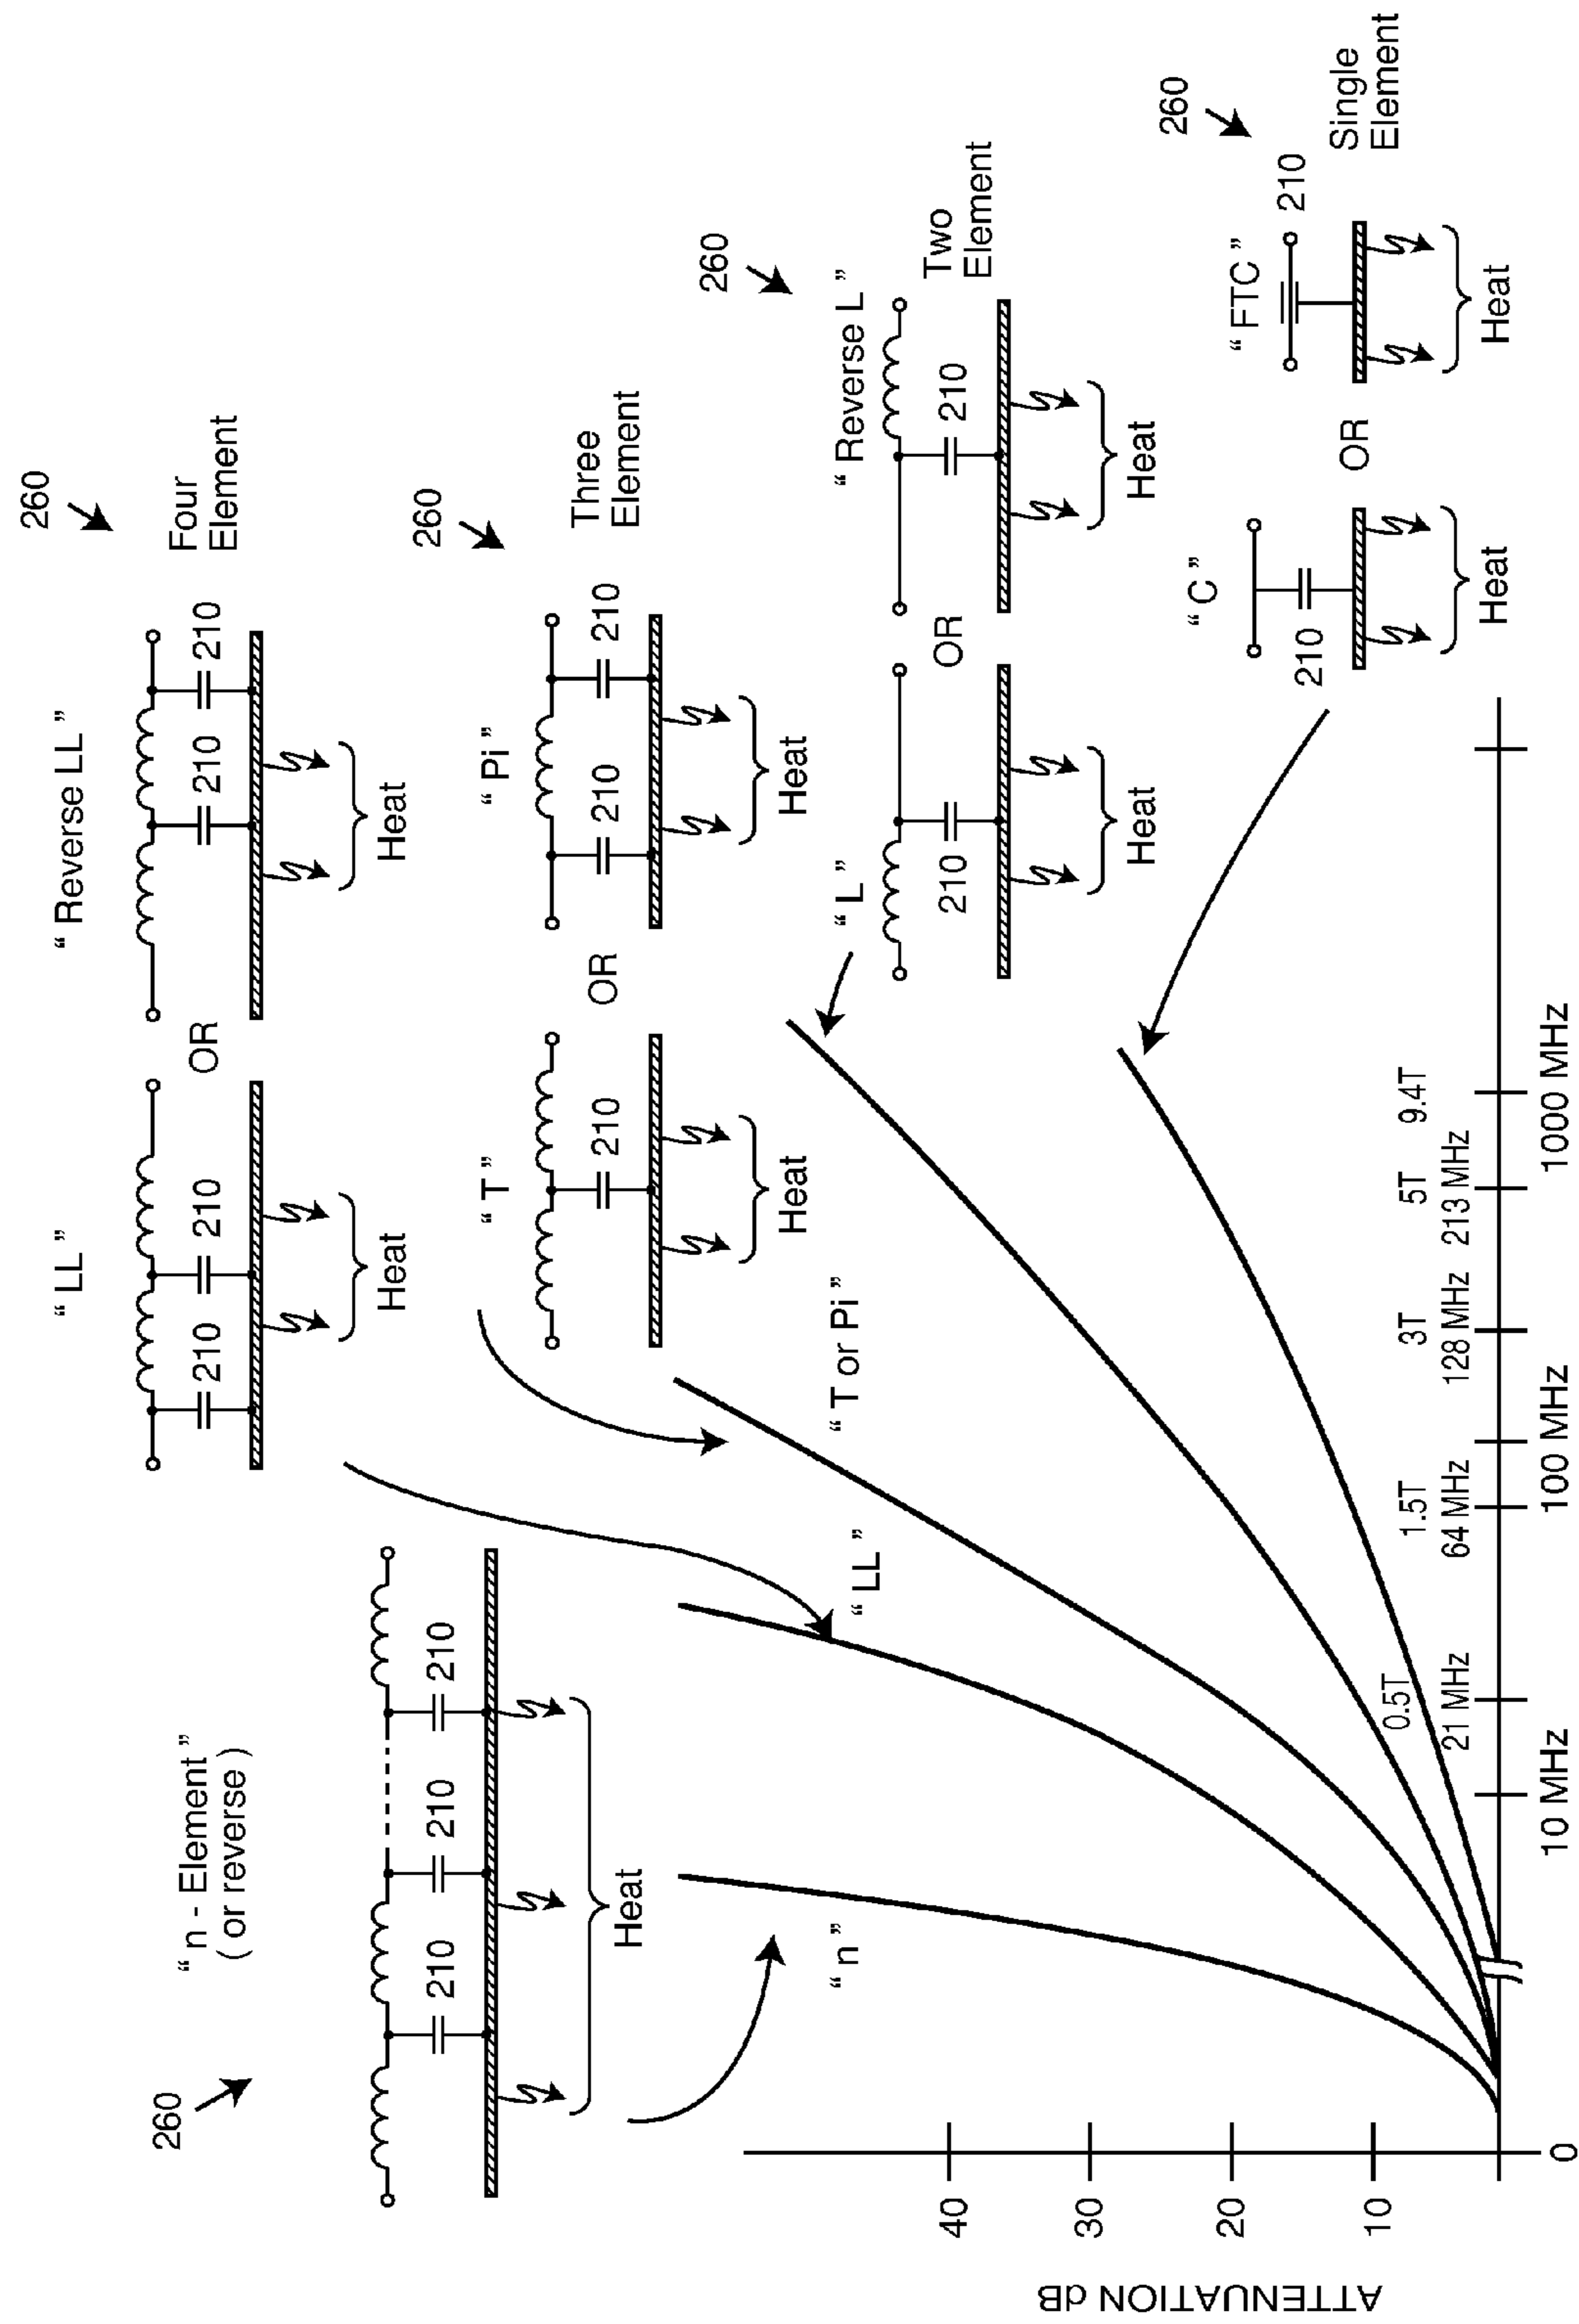 260
“ n - Element ”
( or reverse )
210
210
210
Heat
“ LL ”
210
210
Heat
OR
“ Reverse LL ”
210
210
Heat
260
Four
Element
“ T ”
210
Heat
OR
“ Pi ”
210
210
Heat
260
Three
Element
“ L ”
210
Heat
OR
“ Reverse L ”
210
Heat
260
Two
Element
“ C ”
210
Heat
OR
“ FTC ”
210
Heat
260
Single
Element
“ n ”
“ LL ”
“ T or Pi ”
ATTENUATION dB
40
30
20
10
0
0.5T
21 MHz
1.5T
64 MHz
3T
128 MHz
5T
213 MHz
9.4T
10 MHz
100 MHz
1000 MHz